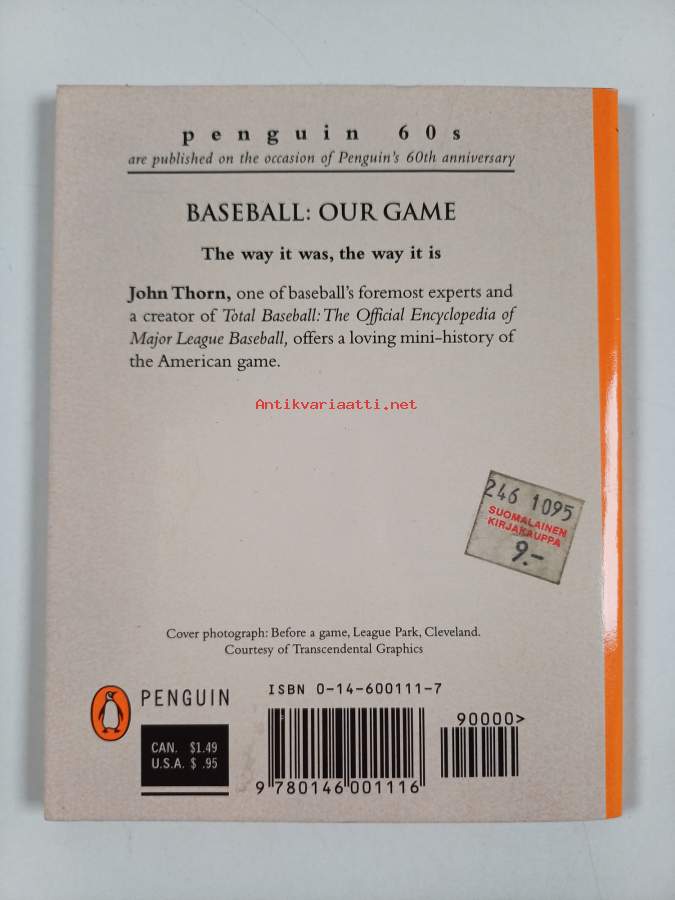 penguin 60s
are published on the occasion of Penguin's 60th anniversary
BASEBALL: OUR GAME
The way it was, the way it is
John Thorn, one of baseball's foremost experts and
a creator of Total Baseball: The Official Encyclopedia of
Major League Baseball, offers a loving mini-history of
the American game.
Antikvariaatti.net
246 1095
SUOMALAINEN
KIRJAKAUPPA
9.-
Cover photograph: Before a game, League Park, Cleveland.
Courtesy of Transcendental Graphics
PENGUIN
CAN. $1.49
U.S.A. $ .95
ISBN 0-14-600111-7
90000>
9 780146 001116